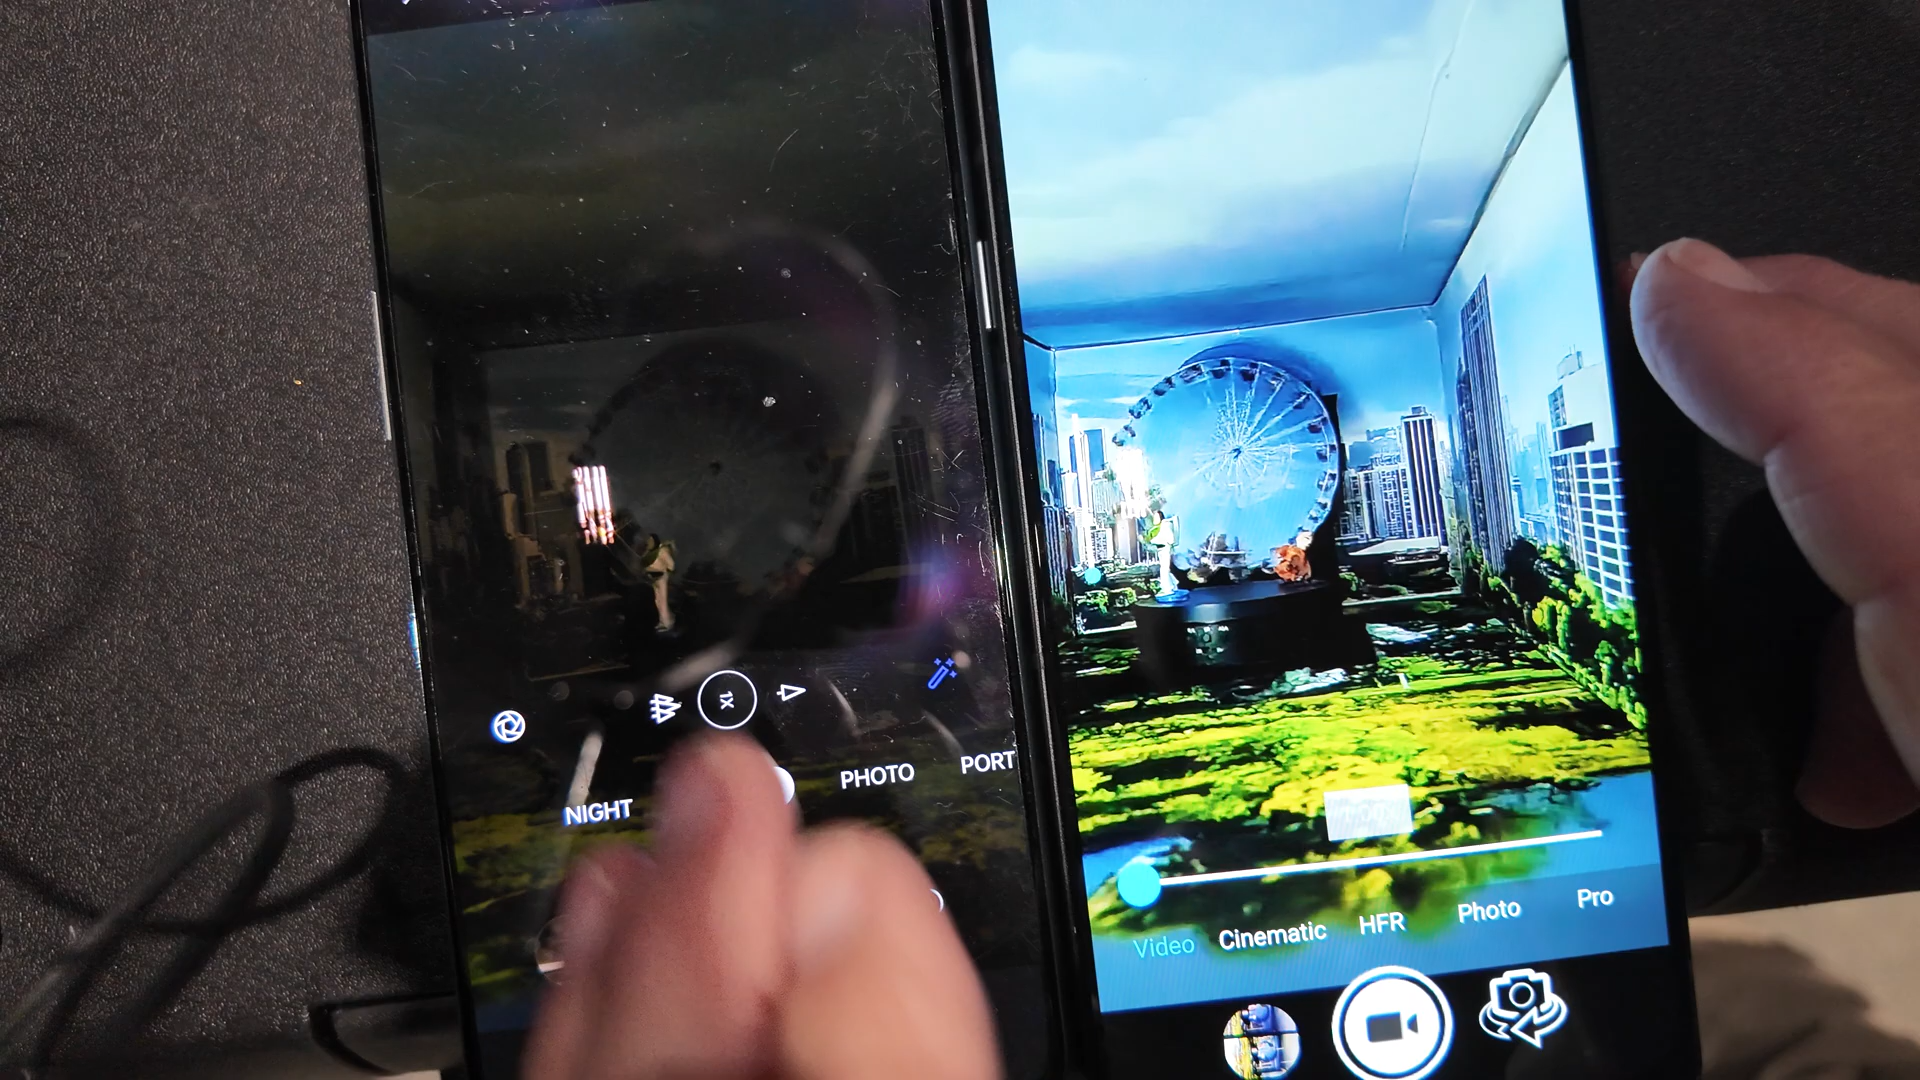 1X
NIGHT
PHOTO
PORT
Video
Cinematic
HFR
Photo
Pro